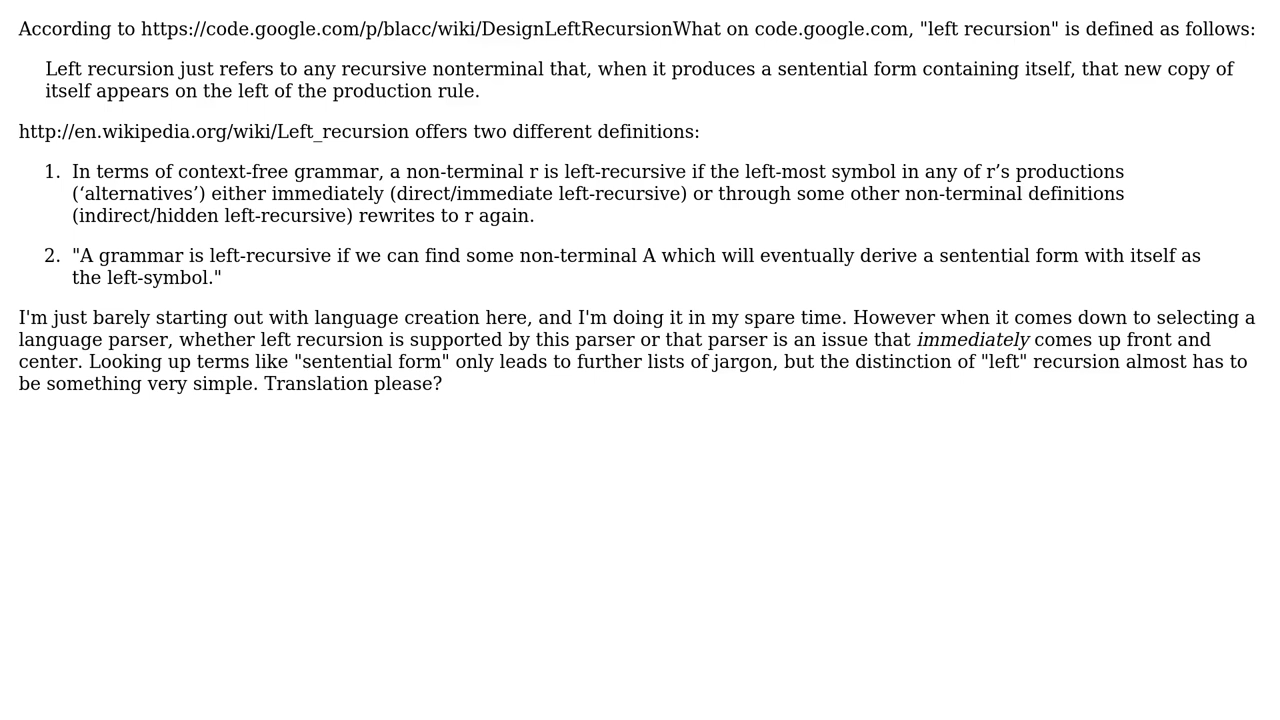 According to https://code.google.com/p/blacc/wiki/DesignLeftRecursionWhat on code.google.com, "left recursion" is defined as follows:
Left recursion just refers to any recursive nonterminal that, when it produces a sentential form containing itself, that new copy of
itself appears on the left of the production rule.
http://en.wikipedia.org/wiki/Left_recursion offers two different definitions:
1. In terms of context-free grammar, a non-terminal r is left-recursive if the left-most symbol in any of r’s productions
(‘alternatives’) either immediately (direct/immediate left-recursive) or through some other non-terminal definitions
(indirect/hidden left-recursive) rewrites to r again.
2. "A grammar is left-recursive if we can find some non-terminal A which will eventually derive a sentential form with itself as
the left-symbol."
I'm just barely starting out with language creation here, and I'm doing it in my spare time. However when it comes down to selecting a
language parser, whether left recursion is supported by this parser or that parser is an issue that immediately comes up front and
center. Looking up terms like "sentential form" only leads to further lists of jargon, but the distinction of "left" recursion almost has to
be something very simple. Translation please?